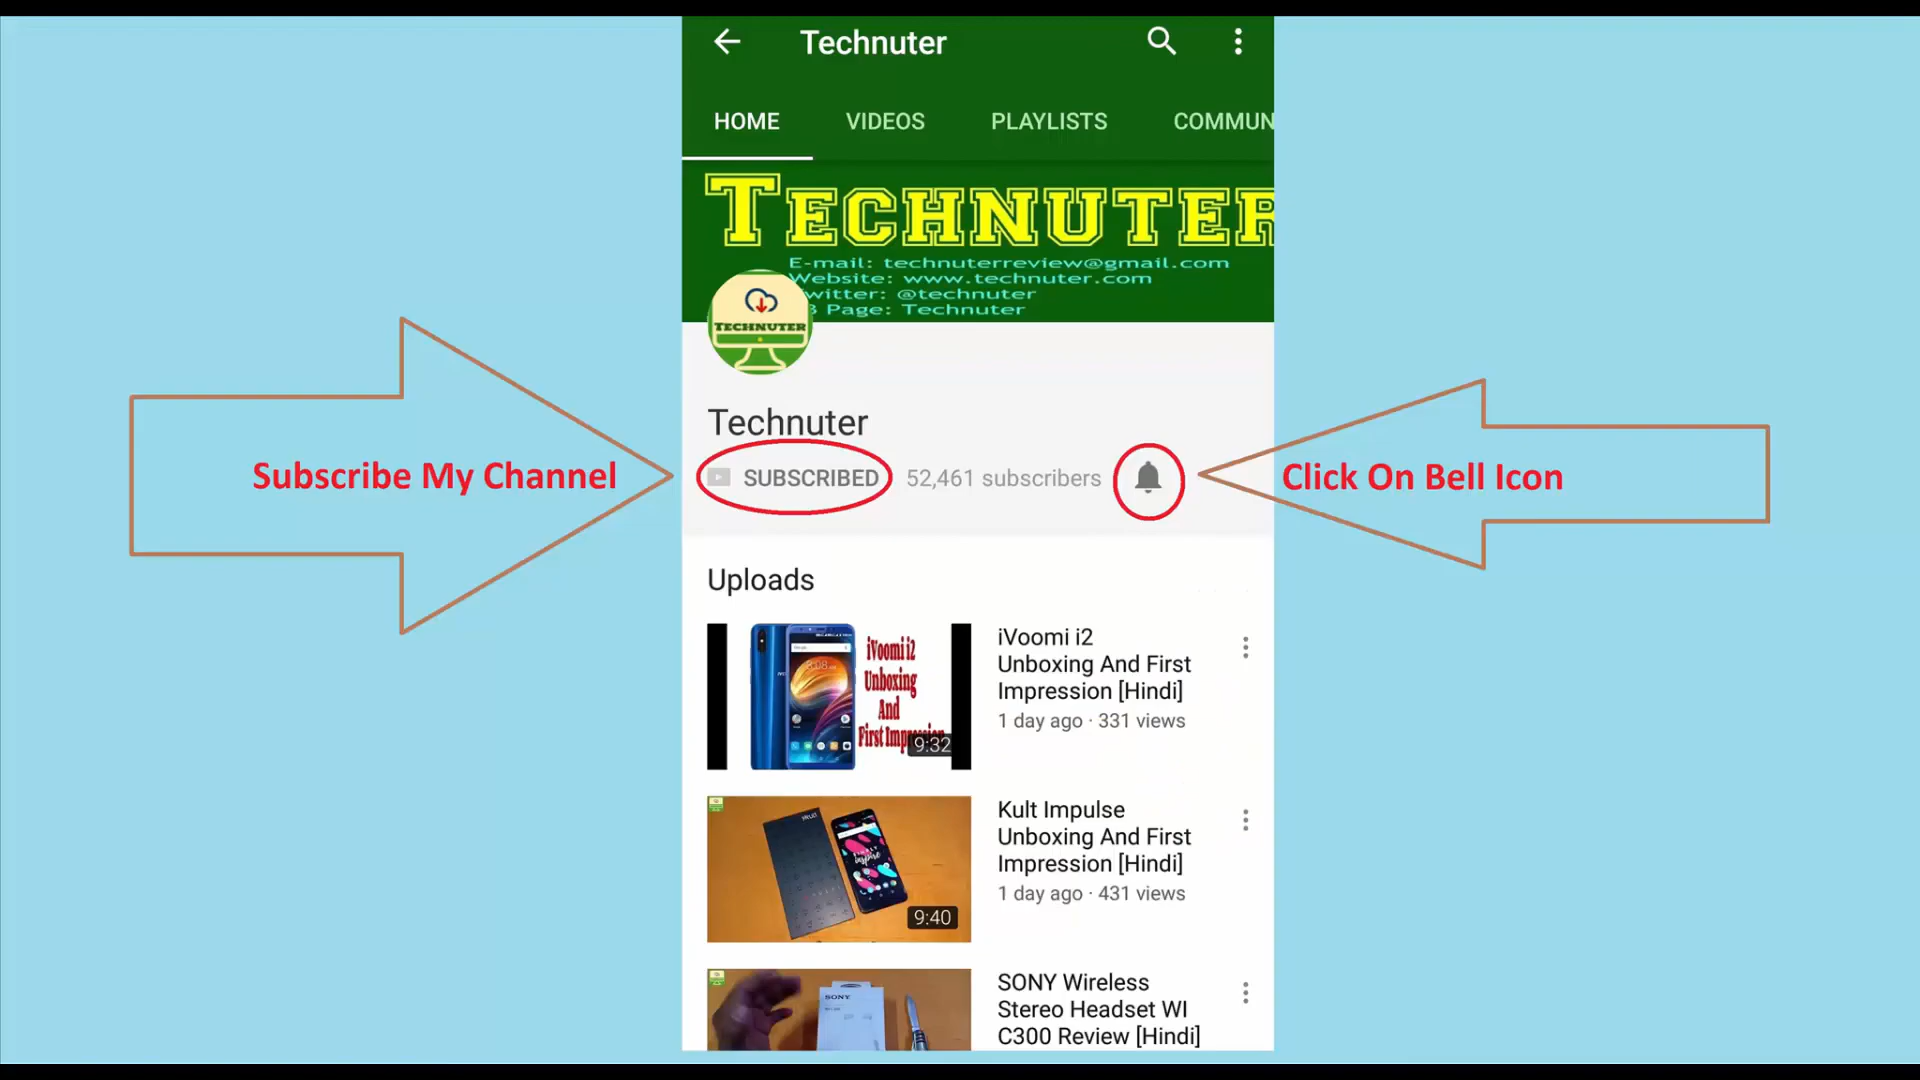 Technuter
HOME VIDEOS PLAYLISTS COMMUN
TECHNUTER
E-mail: technuterreview@gmail.com
Website: www.technuter.com
witter: @technuter
B Page: Technuter
TECHNUTER
Technuter
Subscribe My Channel
SUBSCRIBED 52,461 subscribers
Click On Bell Icon
Uploads
iVoomi i2
Unboxing
And
First Impression
9:32
iVoomi i2
Unboxing And First
Impression [Hindi]
1 day ago · 331 views
9:40
Kult Impulse
Unboxing And First
Impression [Hindi]
1 day ago · 431 views
SONY
SONY Wireless
Stereo Headset WI
C300 Review [Hindi]